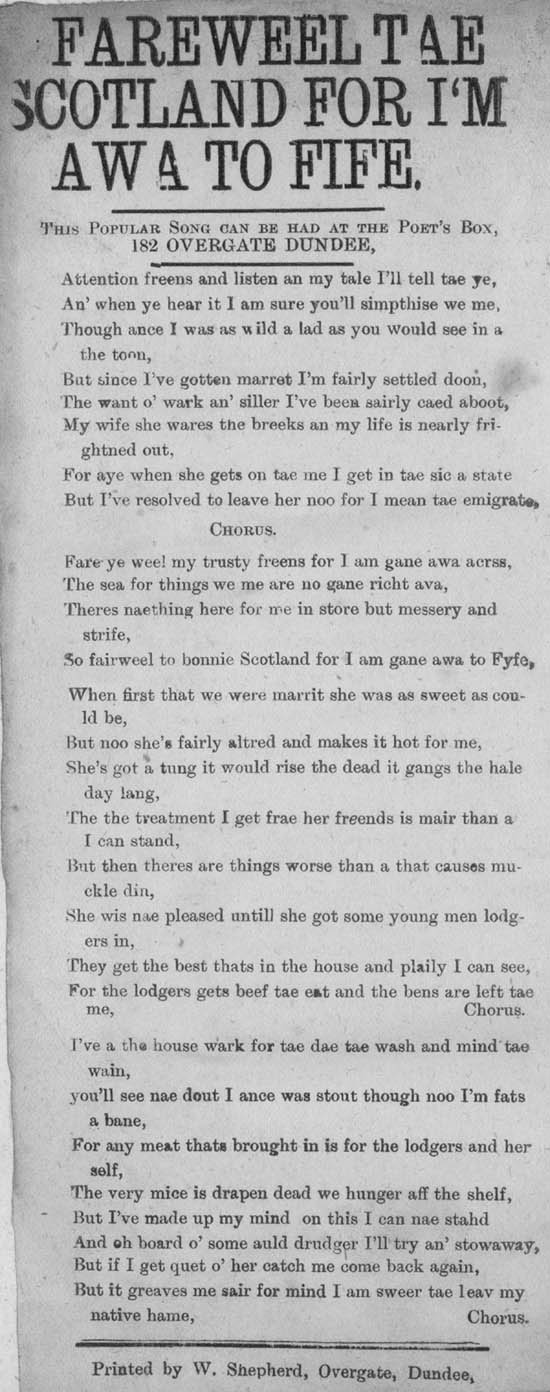 FAREWEEL TAE
SCOTLAND FOR I'M
AWA TO FIFE.
THIS POPULAR SONG CAN BE HAD AT THE POET'S BOX,
182 OVERGATE DUNDEE,
Attention freens and listen an my tale I'll tell tae ye,
An' when ye hear it I am sure you'll simpthise we me,
Though ance I was as wild a lad as you would see in a
the toon,
But since I've gotten marret I'm fairly settled doon,
The want o' wark an' siller I've been sairly caed aboot,
My wife she wares the breeks an my life is nearly fri-
ghtned out,
For aye when she gets on tae me I get in tae sic a state
But I've resolved to leave her noo for I mean tae emigrate,
CHORUS.
Fare ye weel my trusty freens for I am gane awa acrss,
The sea for things we me are no gane richt ava,
Theres naething here for me in store but messery and
strife,
So fairweel to bonnie Scotland for I am gane awa to Fyfe,
When first that we were marrit she was as sweet as cou-
ld be,
But noo she's fairly altred and makes it hot for me,
She's got a tung it would rise the dead it gangs the hale
day lang,
The the treatment I get frae her freends is mair than a
I can stand,
But then theres are things worse than a that causes mu-
ckle din,
She wis nae pleased untill she got some young men lodg-
ers in,
They get the best thats in the house and plaily I can see,
For the lodgers gets beef tae eat and the bens are left tae
me, Chorus.
I've a the house wark for tae dae tae wash and mind tae
wain,
you'll see nae dout I ance was stout though noo I'm fats
a bane,
For any meat thats brought in is for the lodgers and her
self,
The very mice is drapen dead we hunger aff the shelf,
But I've made up my mind on this I can nae stahd
And oh board o' some auld drudger I'll try an' stowaway,
But if I get quet o' her catch me come back again,
But it greaves me sair for mind I am sweer tae leav my
native hame, Chorus.
Printed by W. Shepherd, Overgate, Dundee,